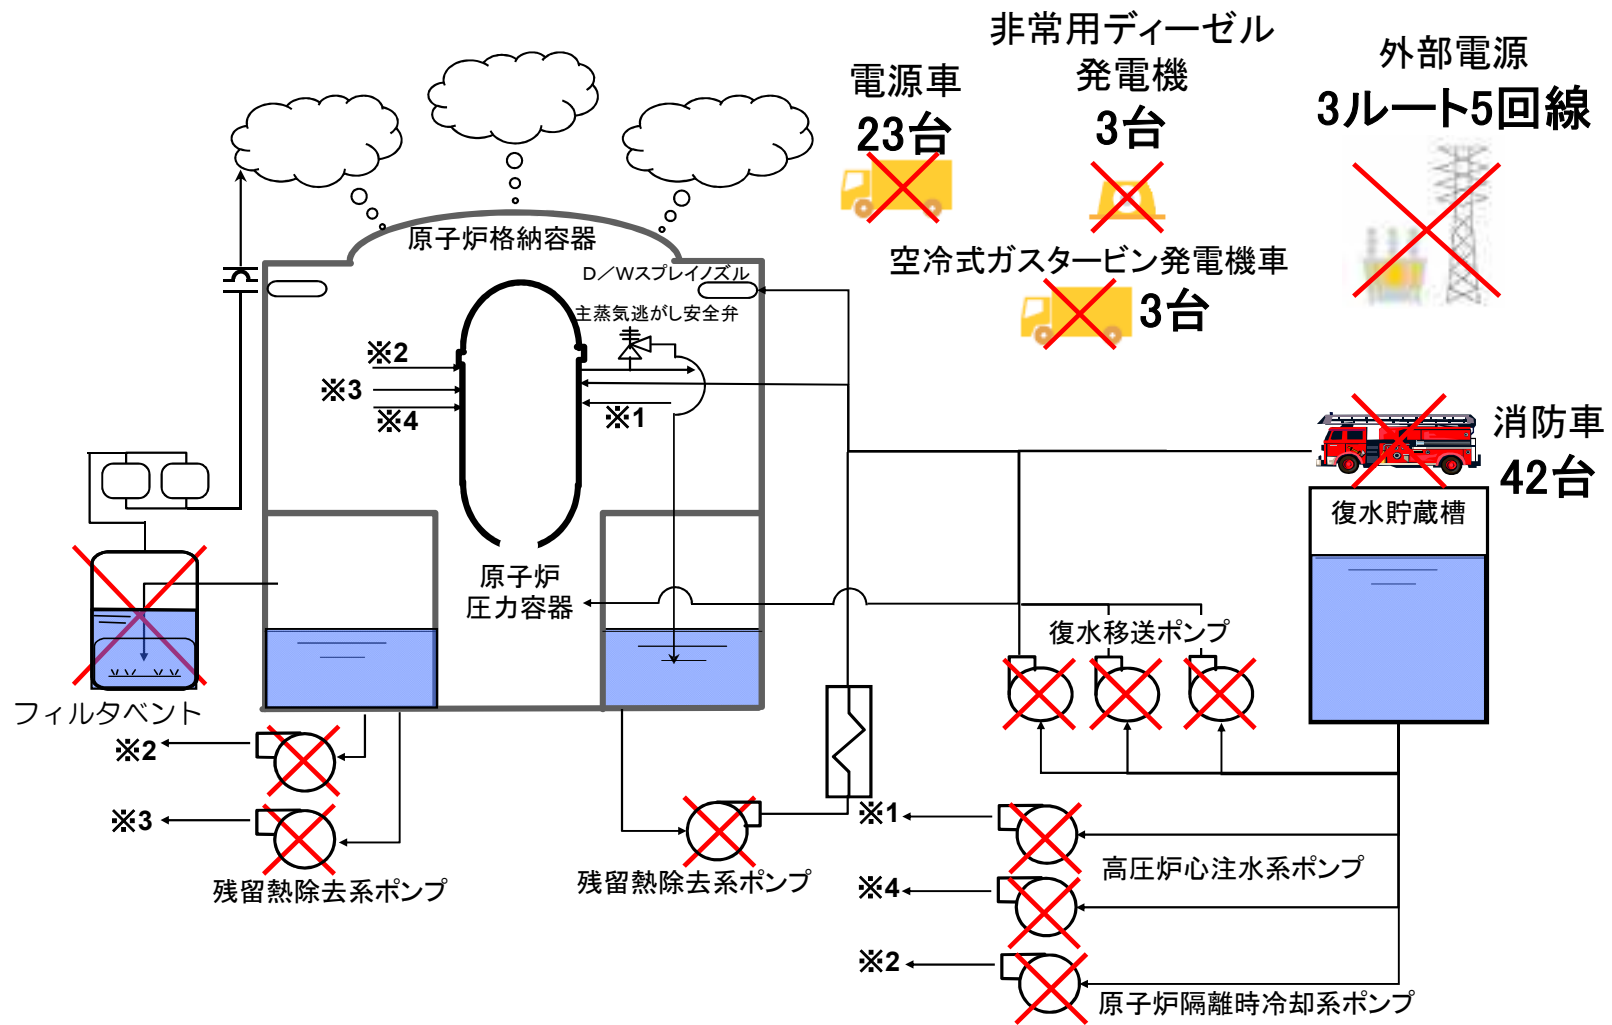 非常用ディーゼル
発電機
3台
電源車
23台
外部電源
3ルート5回線
空冷式ガスタービン発電機車
3台
原子炉格納容器
D/Wスプレイノズル
主蒸気逃がし安全弁
※2
※3
※4
※1
消防車
42台
復水貯蔵槽
原子炉
圧力容器
復水移送ポンプ
フィルタベント
※2
※3
残留熱除去系ポンプ
残留熱除去系ポンプ
※1
高圧炉心注水系ポンプ
※4
※2
原子炉隔離時冷却系ポンプ